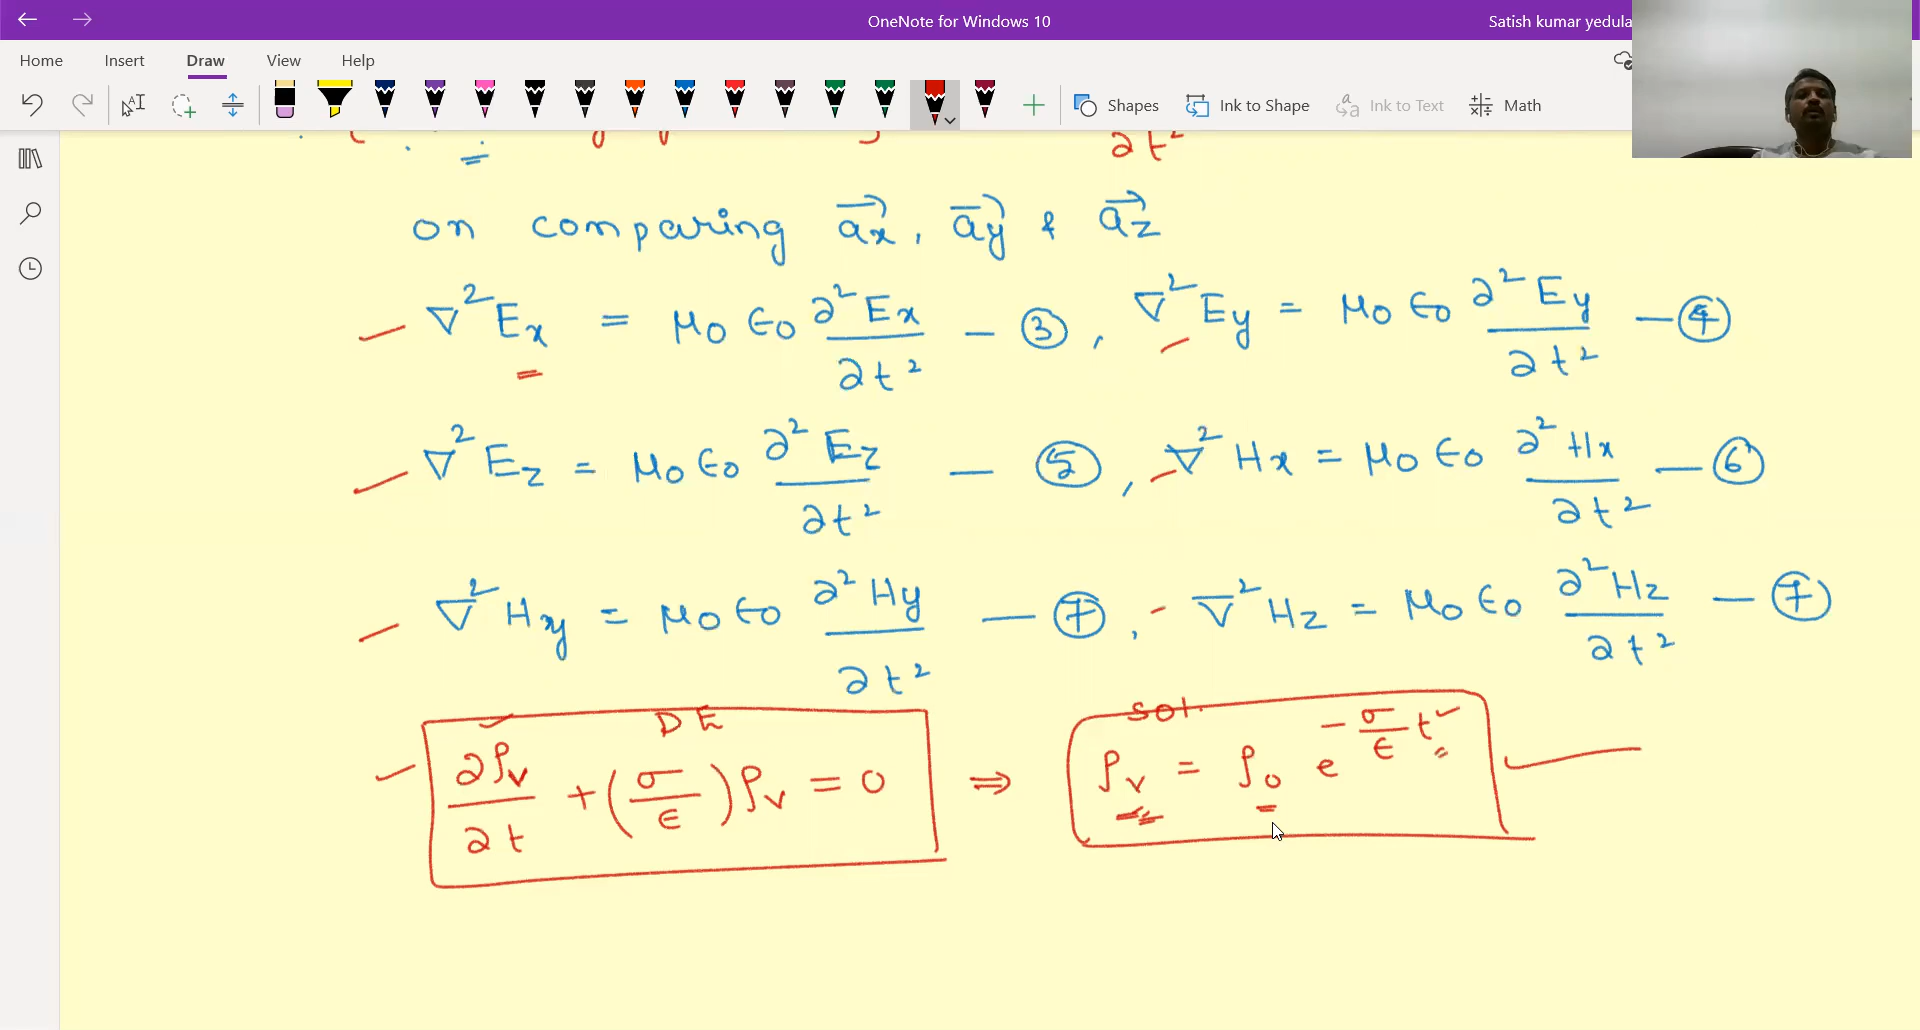 OneNote for Windows 10
Satish kumar yedula
Home Insert Draw View Help
Shapes Ink to Shape Ink to Text Math
∂t²
on comparing a⃗x, a⃗y & a⃗z
∇²Ex = μ0 ϵ0 ∂²Ex/∂t² - ③, ∇²Ey = μ0 ϵ0 ∂²Ey/∂t² - ④
∇²Ez = μ0 ϵ0 ∂²Ez/∂t² - ⑤, ∇²Hx = μ0 ϵ0 ∂²Hx/∂t² - ⑥
∇²Hy = μ0 ϵ0 ∂²Hy/∂t² - ⑦, ∇²Hz = μ0 ϵ0 ∂²Hz/∂t² - ⑦
DE sol.
∂ρv/∂t + (σ/ϵ)ρv = 0 ⇒ ρv = ρ0 e^(-σ/ϵ t)